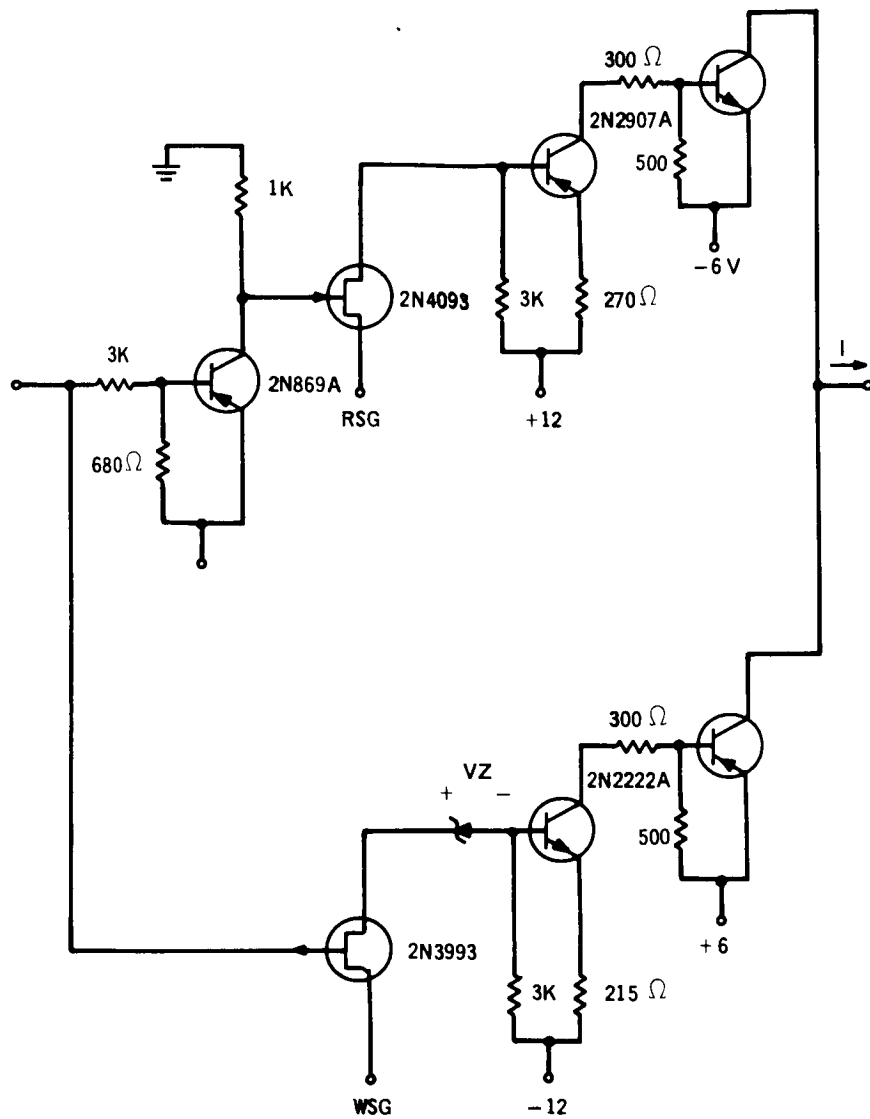 300 Ω
2N2907A
500
1K
−6 V
2N4093
3K
270 Ω
I
3K
2N869A
RSG
+12
680 Ω
300 Ω
VZ
2N2222A
+ −
500
2N3993
+6
3K
215 Ω
WSG
−12